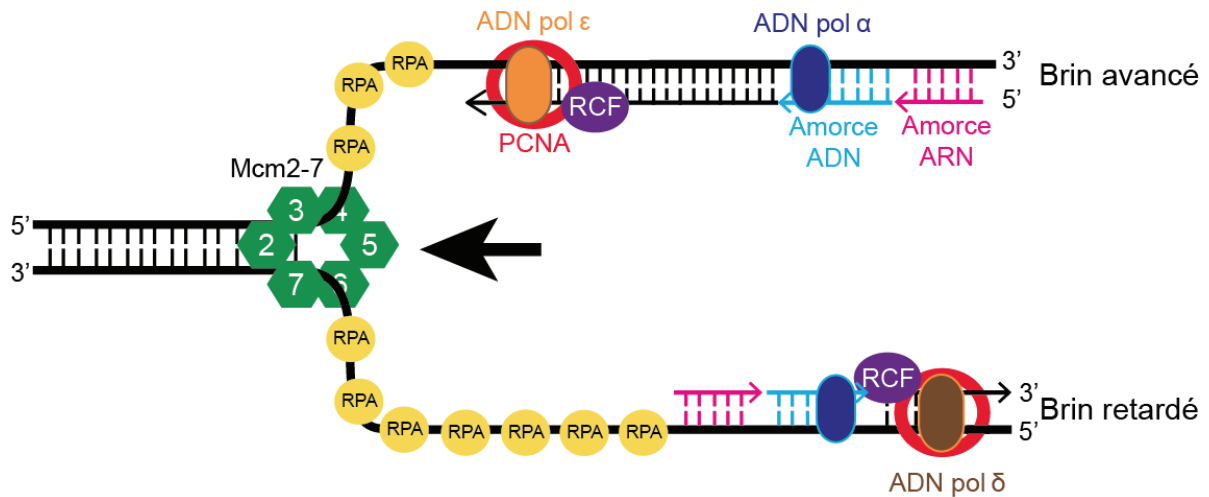 ADN pol ε
ADN pol α
RPA
RPA
RPA
3’
5’
Brin avancé
RCF
PCNA
Amorce
ADN
Amorce
ARN
Mcm2-7
5’
3’
3
4
2
5
7
6
RPA
RPA
RPA
RPA
RPA
RPA
RPA
RCF
3’
5’
Brin retardé
ADN pol δ